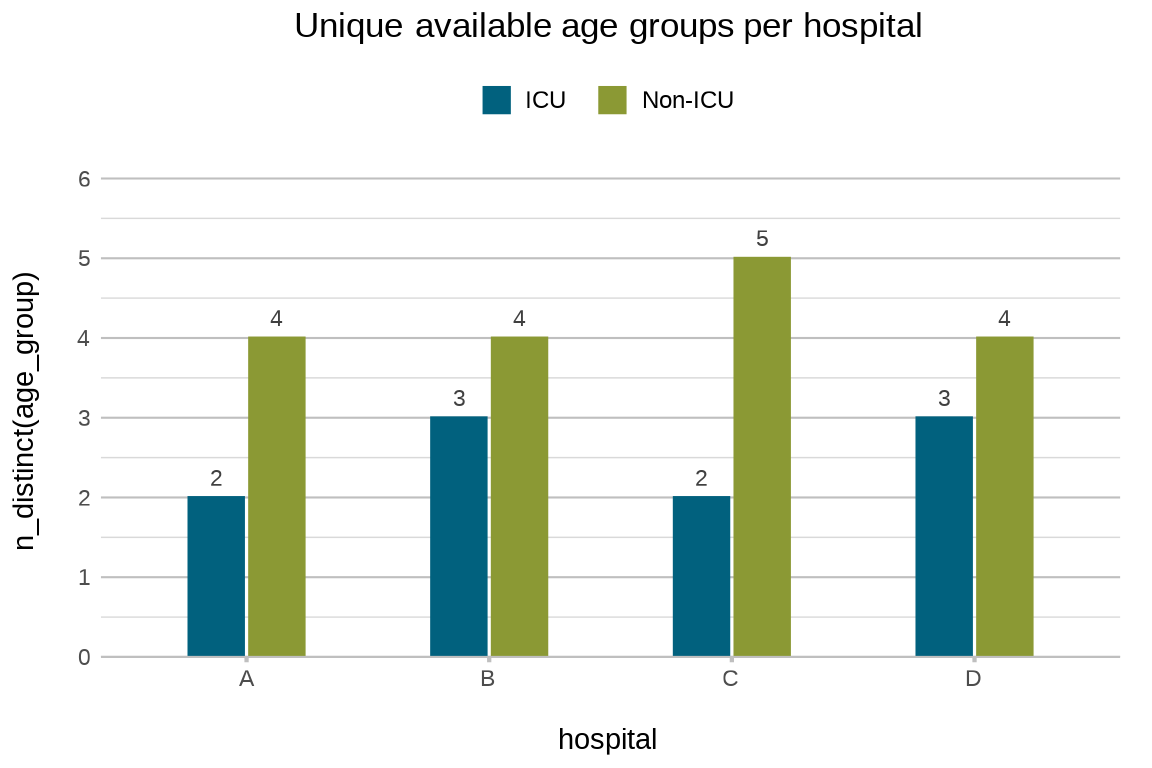 Unique available age groups per hospital
ICU Non-ICU
6
5
4
3
2
1
0
n_distinct(age_group)
2 4 3 4 2 5 3 4
A B C D
hospital